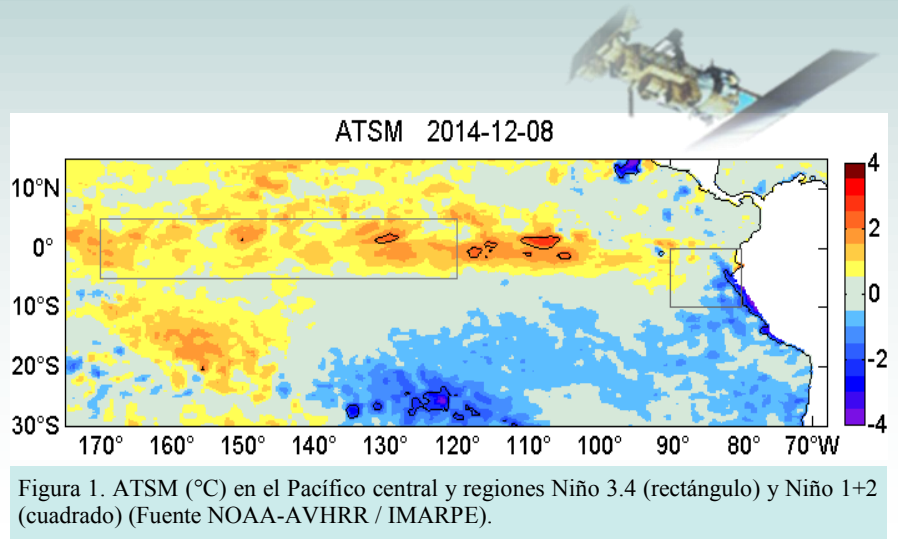 ATSM 2014-12-08
10°N
0°
10°S
20°S
30°S
170° 160° 150° 140° 130° 120° 110° 100° 90° 80° 70°W
4
2
0
-2
-4
Figura 1. ATSM (°C) en el Pacífico central y regiones Niño 3.4 (rectángulo) y Niño 1+2
(cuadrado) (Fuente NOAA-AVHRR / IMARPE).